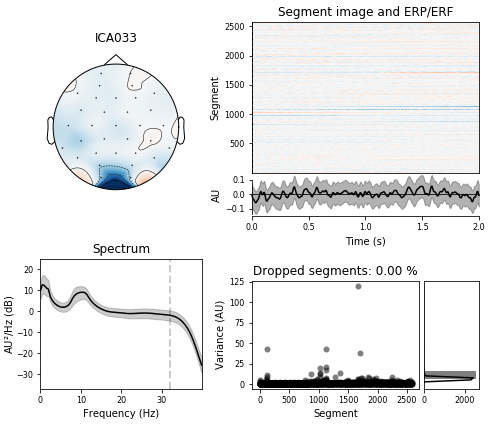 ICA033
Segment image and ERP/ERF
2500
2000
1500
1000
500
Segment
0.1
0.0
−0.1
AU
0.0 0.5 1.0 1.5 2.0
Time (s)
Spectrum
20
10
0
−10
−20
−30
AU²/Hz (dB)
0 10 20 30
Frequency (Hz)
Dropped segments: 0.00 %
125
100
75
50
25
0
Variance (AU)
0 500 1000 1500 2000 2500
Segment
0 2000